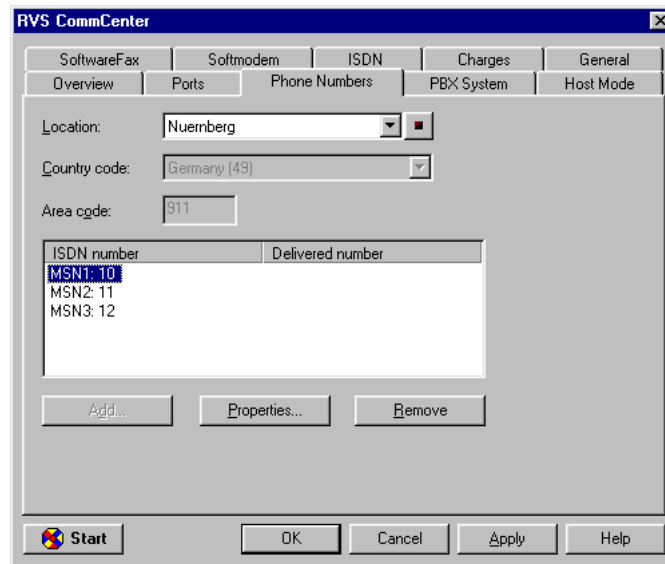 RVS CommCenter
SoftwareFax Softmodem ISDN Charges General
Overview Ports Phone Numbers PBX System Host Mode
Location: Nuernberg
Country code: Germany (49)
Area code: 911
ISDN number Delivered number
MSN1: 10
MSN2: 11
MSN3: 12
Add... Properties... Remove
Start OK Cancel Apply Help